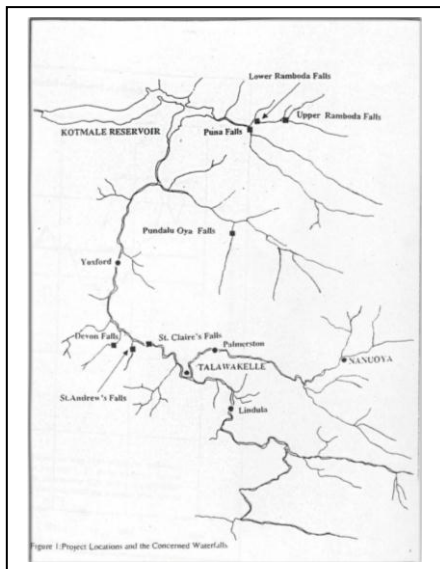 Lower Ramboda Falls
Upper Ramboda Falls
KOTMALE RESERVOIR
Puna Falls
Pundalu Oya Falls
Yoxford
Devon Falls
St. Claire's Falls
Palmerston
NANUOYA
TALAWAKELLE
St.Andrew's Falls
Lindula
Figure 1:Project Locations and the Concerned Waterfalls